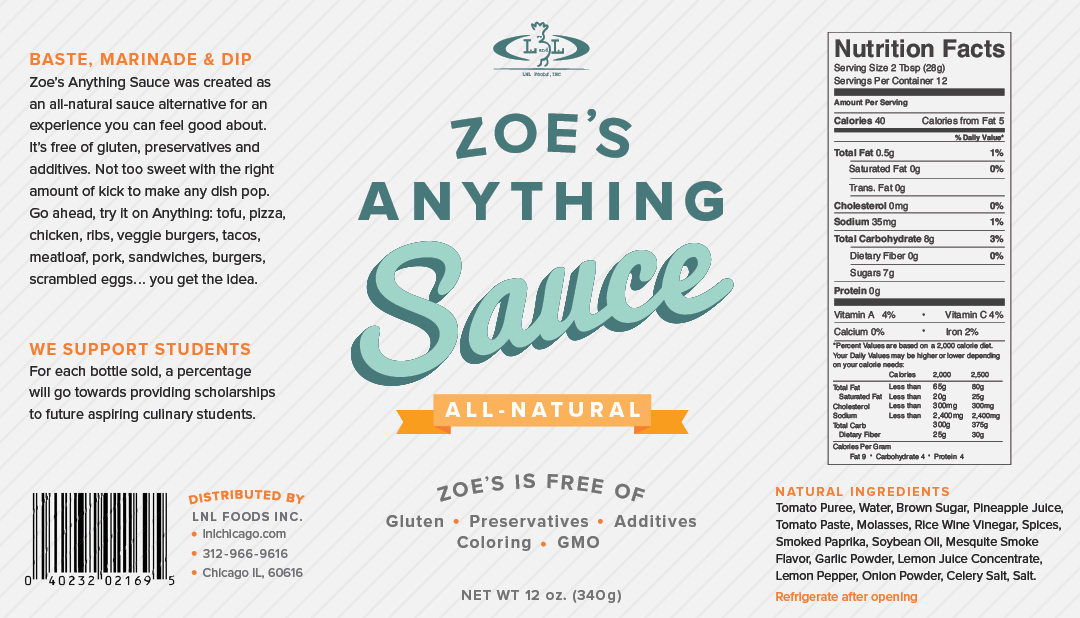 BASTE, MARINADE & DIP
Zoe's Anything Sauce was created as
an all-natural sauce alternative for an
experience you can feel good about.
It's free of gluten, preservatives and
additives. Not too sweet with the right
amount of kick to make any dish pop.
Go ahead, try it on Anything: tofu, pizza,
chicken, ribs, veggie burgers, tacos,
meatloaf, pork, sandwiches, burgers,
scrambled eggs... you get the idea.
WE SUPPORT STUDENTS
For each bottle sold, a percentage
will go towards providing scholarships
to future aspiring culinary students.
0 40232 02169 5
DISTRIBUTED BY
LNL FOODS INC.
• lnlchicago.com
• 312-966-9616
• Chicago IL, 60616
L and L
LNL Foods, INC
ZOE'S
ANYTHING
Sauce
ALL-NATURAL
ZOE'S IS FREE OF
Gluten • Preservatives • Additives
Coloring • GMO
NET WT 12 oz. (340g)
Nutrition Facts
Serving Size 2 Tbsp (28g)
Servings Per Container 12
Amount Per Serving
Calories 40 Calories from Fat 5
% Daily Value*
Total Fat 0.5g 1%
Saturated Fat 0g 0%
Trans. Fat 0g
Cholesterol 0mg 0%
Sodium 35mg 1%
Total Carbohydrate 8g 3%
Dietary Fiber 0g 0%
Sugars 7g
Protein 0g
Vitamin A 4% • Vitamin C 4%
Calcium 0% • Iron 2%
*Percent Values are based on a 2,000 calorie diet.
Your Daily Values may be higher or lower depending
on your calorie needs:
Calories 2,000 2,500
Total Fat Less than 65g 80g
Saturated Fat Less than 20g 25g
Cholesterol Less than 300mg 300mg
Sodium Less than 2,400mg 2,400mg
Total Carb 300g 375g
Dietary Fiber 25g 30g
Calories Per Gram
Fat 9 • Carbohydrate 4 • Protein 4
NATURAL INGREDIENTS
Tomato Puree, Water, Brown Sugar, Pineapple Juice,
Tomato Paste, Molasses, Rice Wine Vinegar, Spices,
Smoked Paprika, Soybean Oil, Mesquite Smoke
Flavor, Garlic Powder, Lemon Juice Concentrate,
Lemon Pepper, Onion Powder, Celery Salt, Salt.
Refrigerate after opening